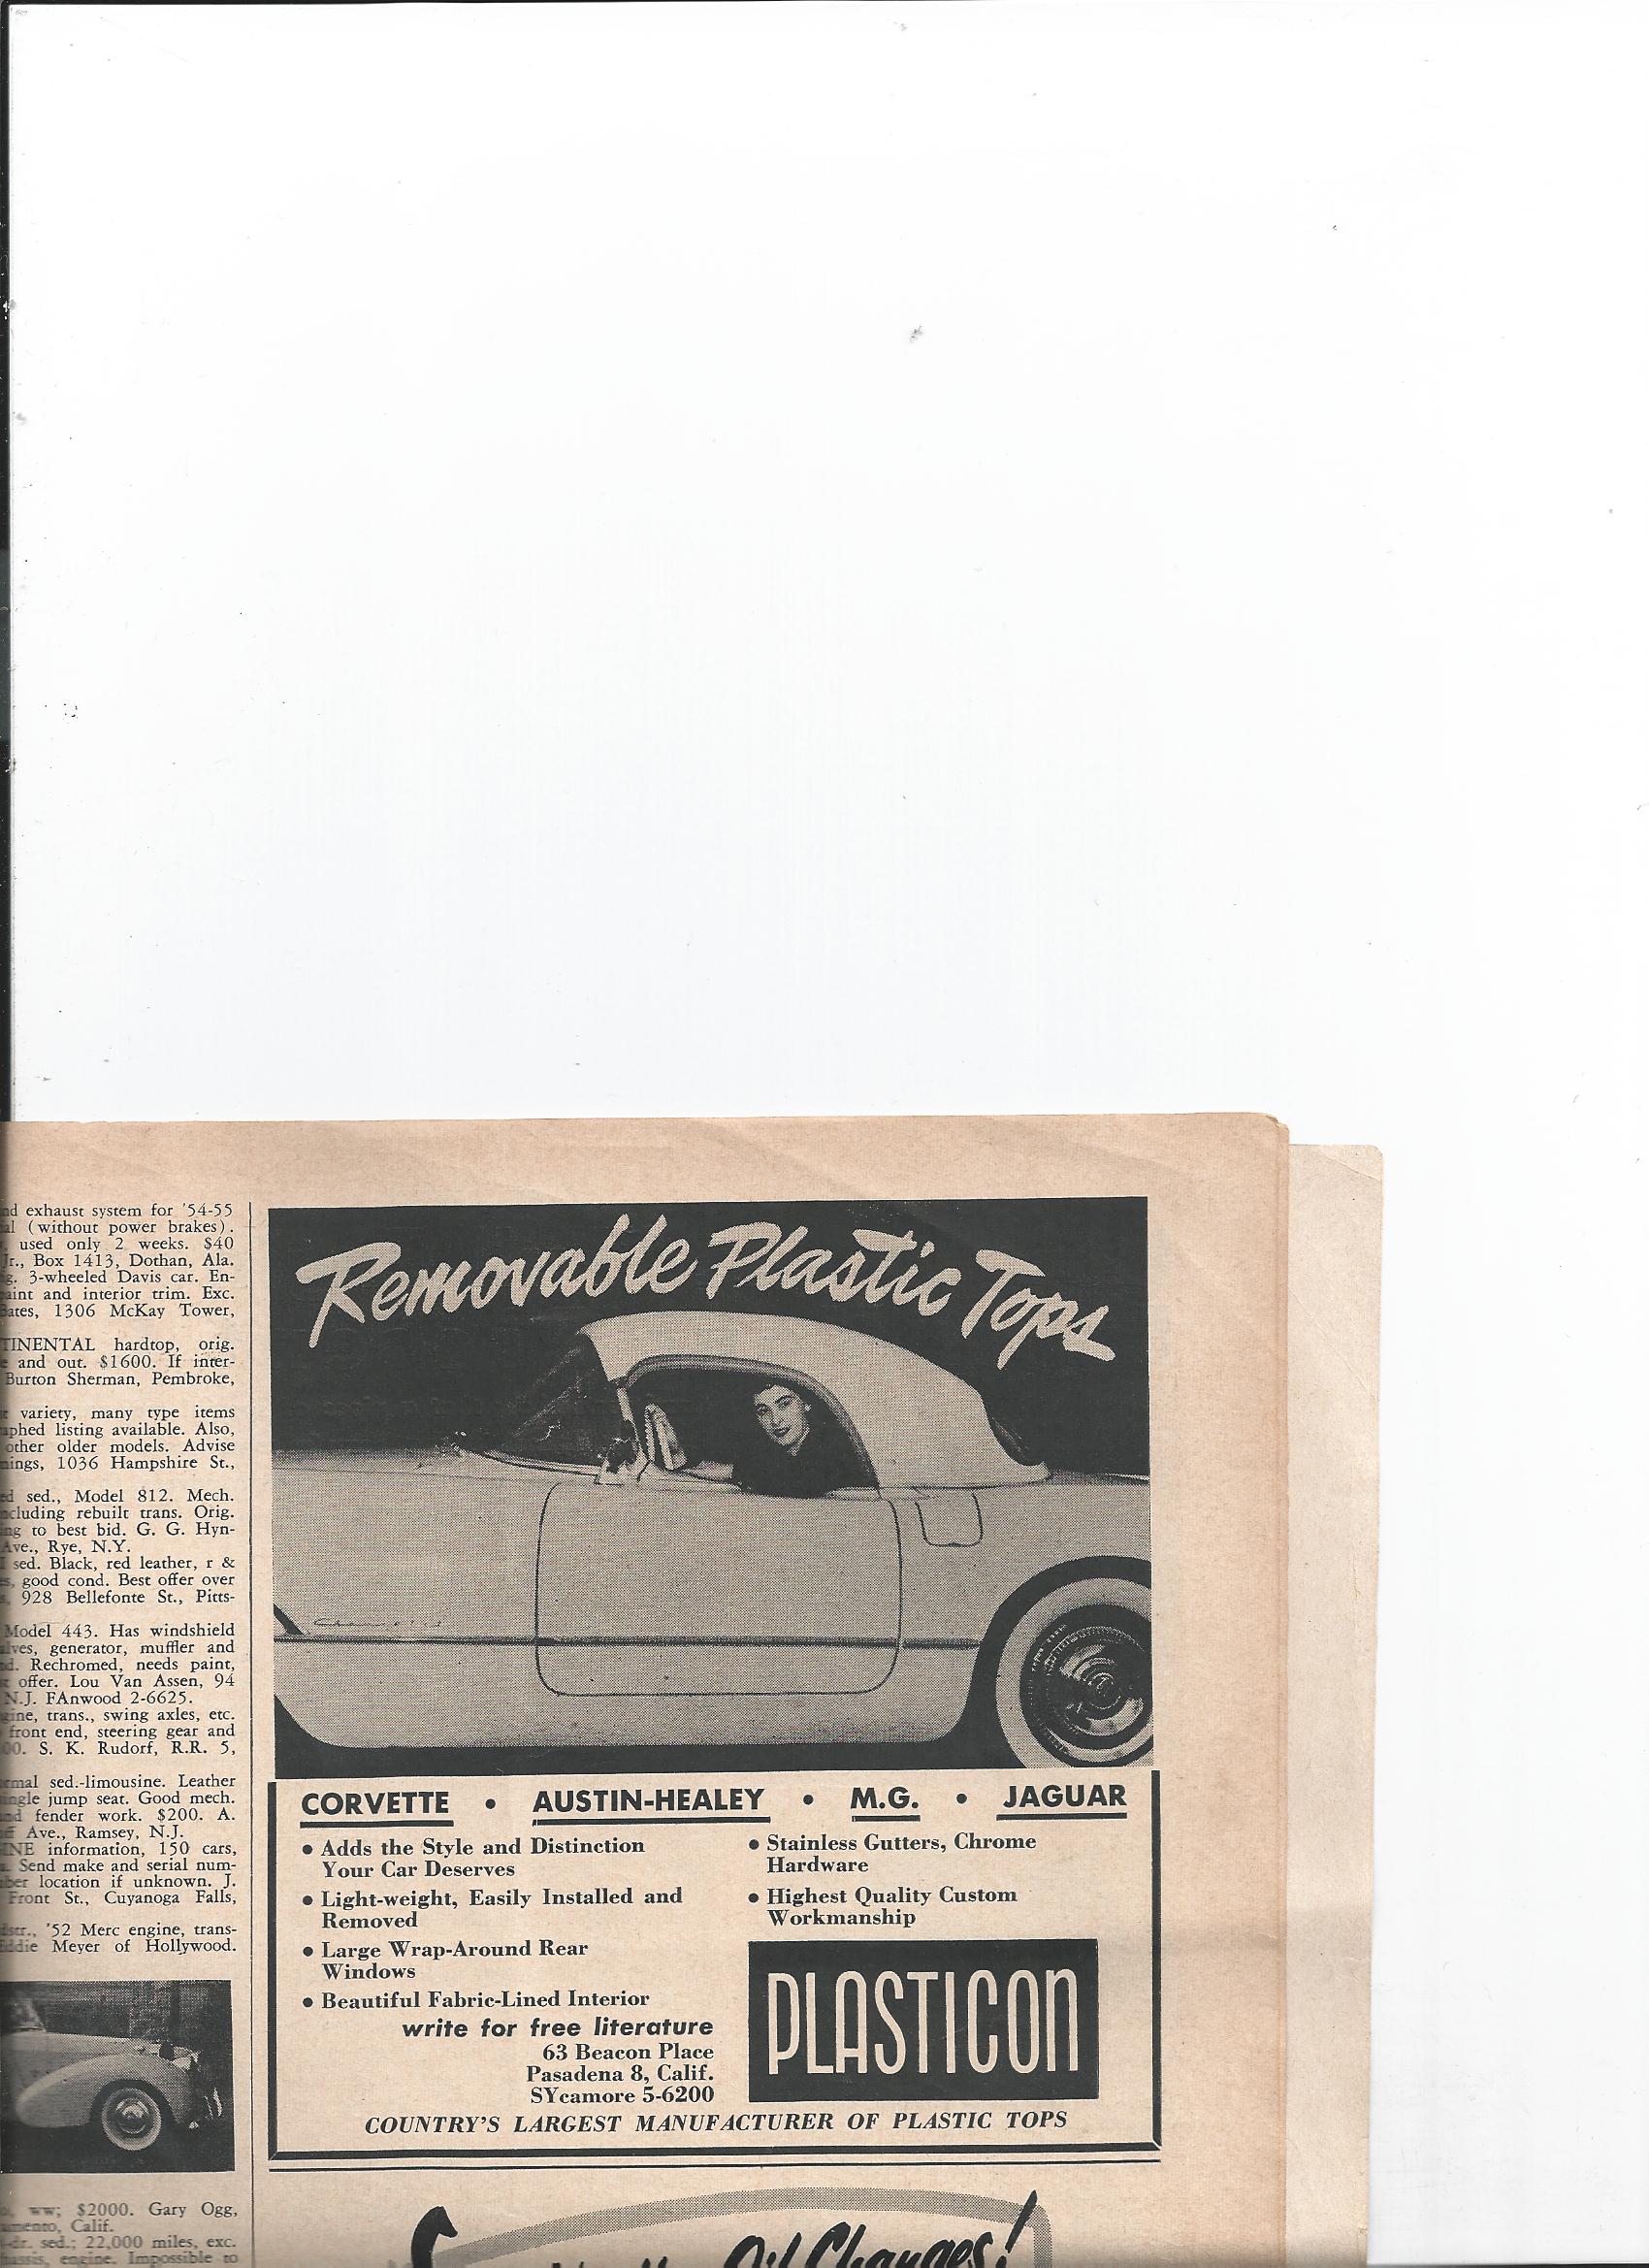 exhaust system for '54-55
(without power brakes).
used only 2 weeks. $40
Jr., Box 1413, Dothan, Ala.
3-wheeled Davis car. En-
paint and interior trim. Exc.
1306 McKay Tower,
hardtop, orig.
and out. $1600. If inter-
Burton Sherman, Pembroke,
variety, many type items
listing available. Also,
other older models. Advise
1036 Hampshire St.,
sed., Model 812. Mech.
including rebuilt trans. Orig.
to best bid. G. G. Hyn-
Ave., Rye, N.Y.
sed. Black, red leather, r &
good cond. Best offer over
928 Bellefonte St., Pitts-
Model 443. Has windshield
generator, muffler and
Rechromed, needs paint,
offer. Lou Van Assen, 94
N.J. FAnwood 2-6625.
trans., swing axles, etc.
front end, steering gear and
S. K. Rudorf, R.R. 5,
sed.-limousine. Leather
jump seat. Good mech.
fender work. $200. A.
Ave., Ramsey, N.J.
information, 150 cars,
Send make and serial num-
location if unknown. J.
Front St., Cuyanoga Falls,
'52 Merc engine, trans-
Eddie Meyer of Hollywood.
ww; $2000. Gary Ogg,
Calif.
sed.; 22,000 miles, exc.
engine. Impossible to
Removable Plastic Tops
Chevrolet
CORVETTE • AUSTIN-HEALEY • M.G. • JAGUAR
• Adds the Style and Distinction
Your Car Deserves
• Light-weight, Easily Installed and
Removed
• Large Wrap-Around Rear
Windows
• Beautiful Fabric-Lined Interior
• Stainless Gutters, Chrome
Hardware
• Highest Quality Custom
Workmanship
write for free literature
63 Beacon Place
Pasadena 8, Calif.
SYcamore 5-6200
PLASTICON
COUNTRY'S LARGEST MANUFACTURER OF PLASTIC TOPS
Oil Changes!